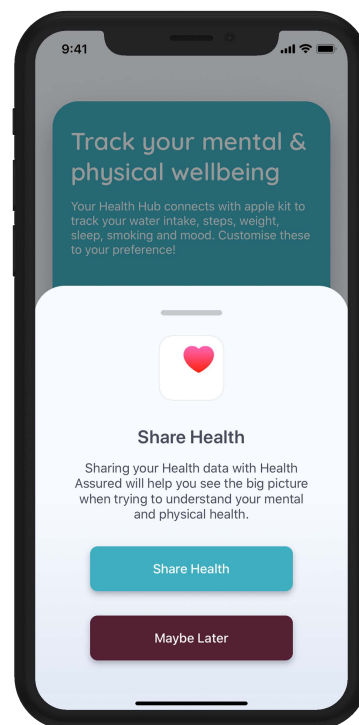 9:41
Track your mental &
physical wellbeing
Your Health Hub connects with apple kit to
track your water intake, steps, weight,
sleep, smoking and mood. Customise these
to your preference!
Share Health
Sharing your Health data with Health
Assured will help you see the big picture
when trying to understand your mental
and physical health.
Share Health
Maybe Later